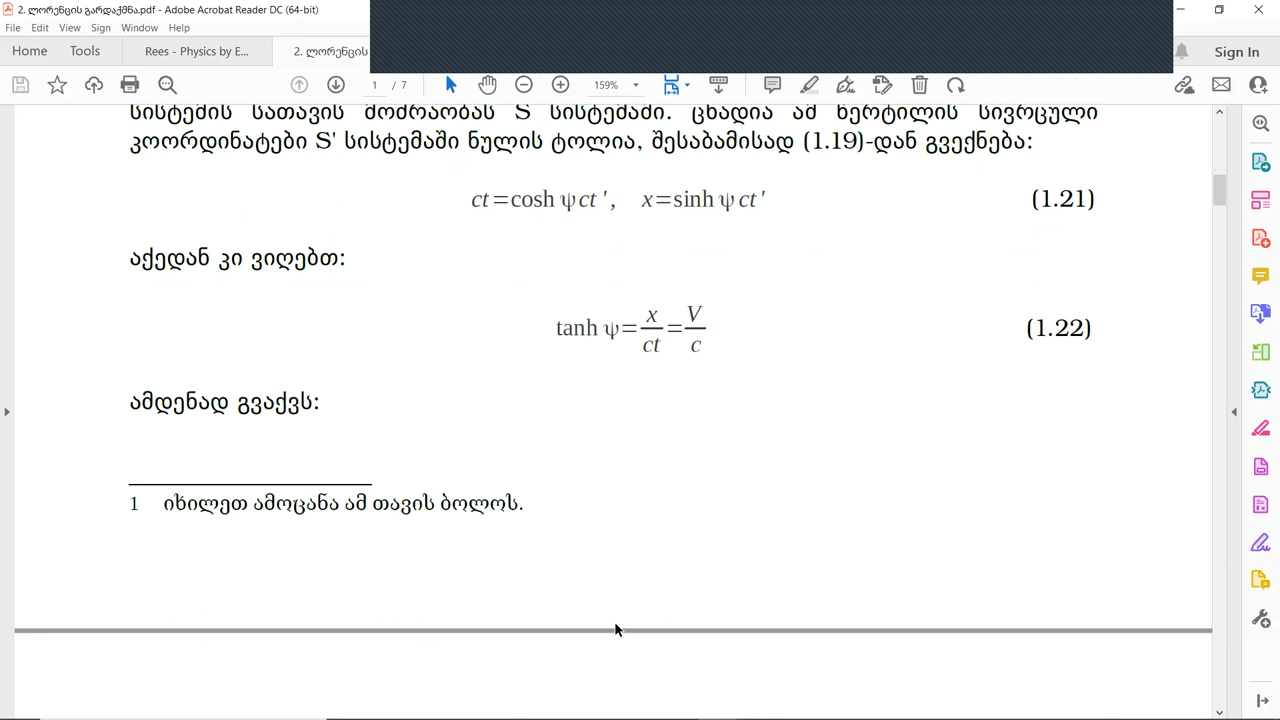 2. ლორენცის გარდაქმნა.pdf - Adobe Acrobat Reader DC (64-bit)
File Edit View Sign Window Help
Home Tools Rees - Physics by E... 2. ლორენცის Sign In
1 / 7 159%
სისტემის სათავის მოძრაობას S სისტემაში. ცხადია ამ წერტილის სივრცული
კოორდინატები S' სისტემაში ნულის ტოლია, შესაბამისად (1.19)-დან გვექნება:
ct=cosh ψ ct ', x=sinh ψ ct ' (1.21)
აქედან კი ვიღებთ:
tanh ψ= x/ct = V/c (1.22)
ამდენად გვაქვს:
1 იხილეთ ამოცანა ამ თავის ბოლოს.